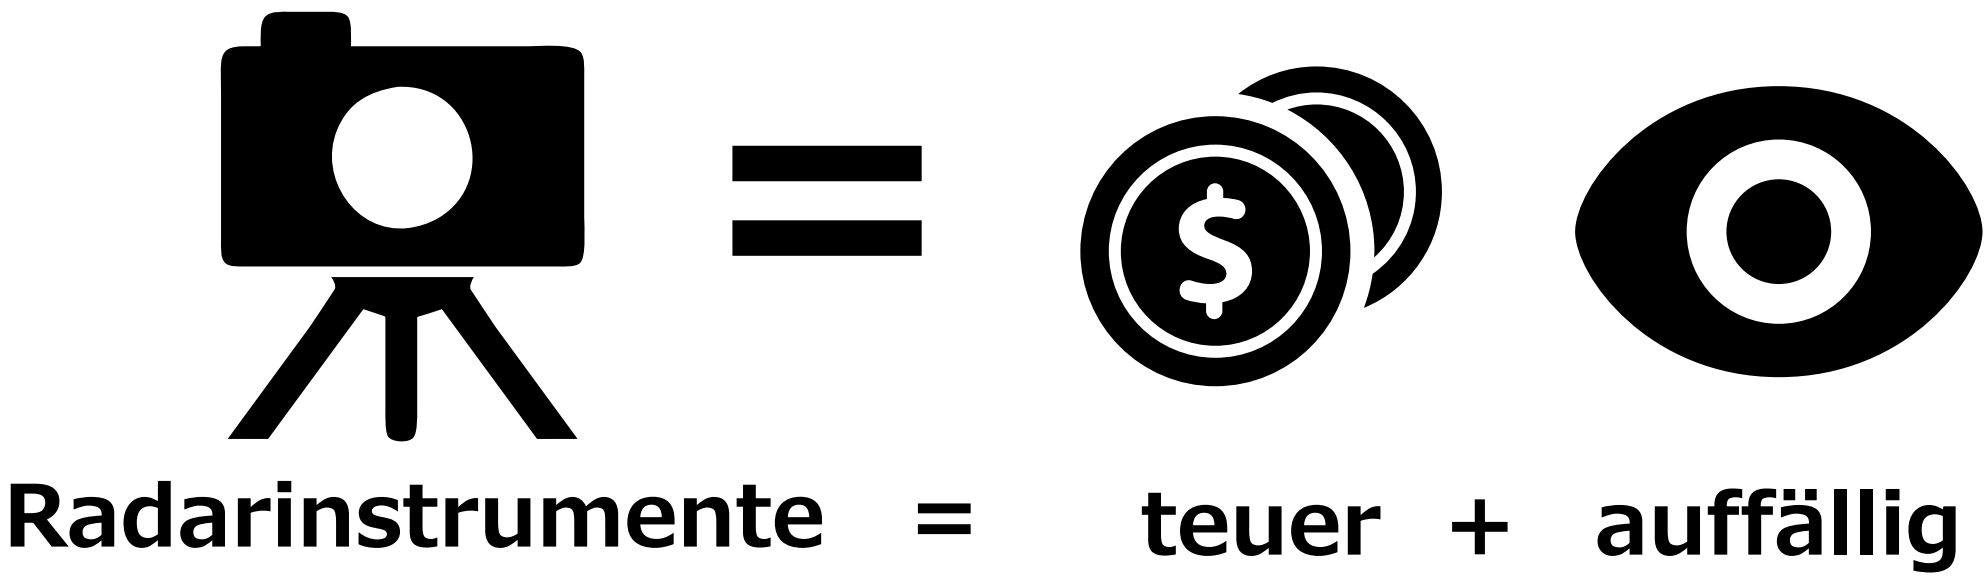 $
Radarinstrumente = teuer + auffällig